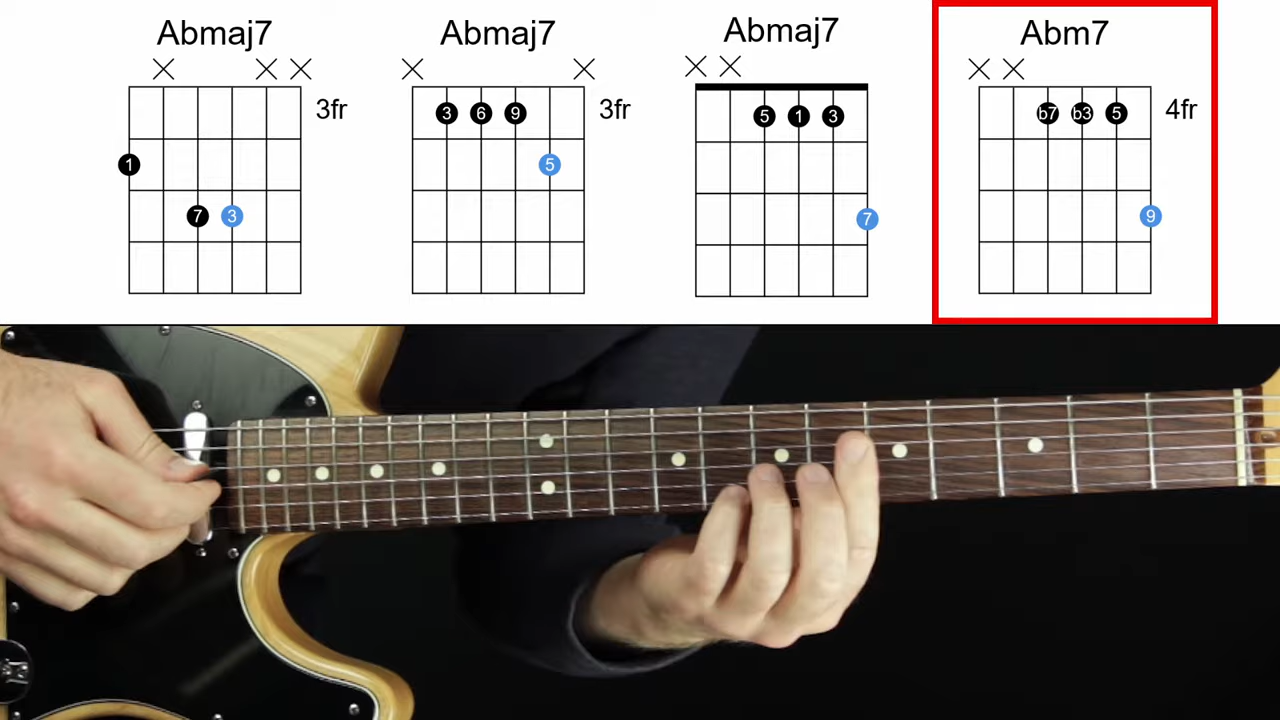 Abmaj7 Abmaj7 Abmaj7 Abm7
3fr 3fr 4fr
3 6 9 5 1 3 b7 b3 5
1 5
7 3 7 9